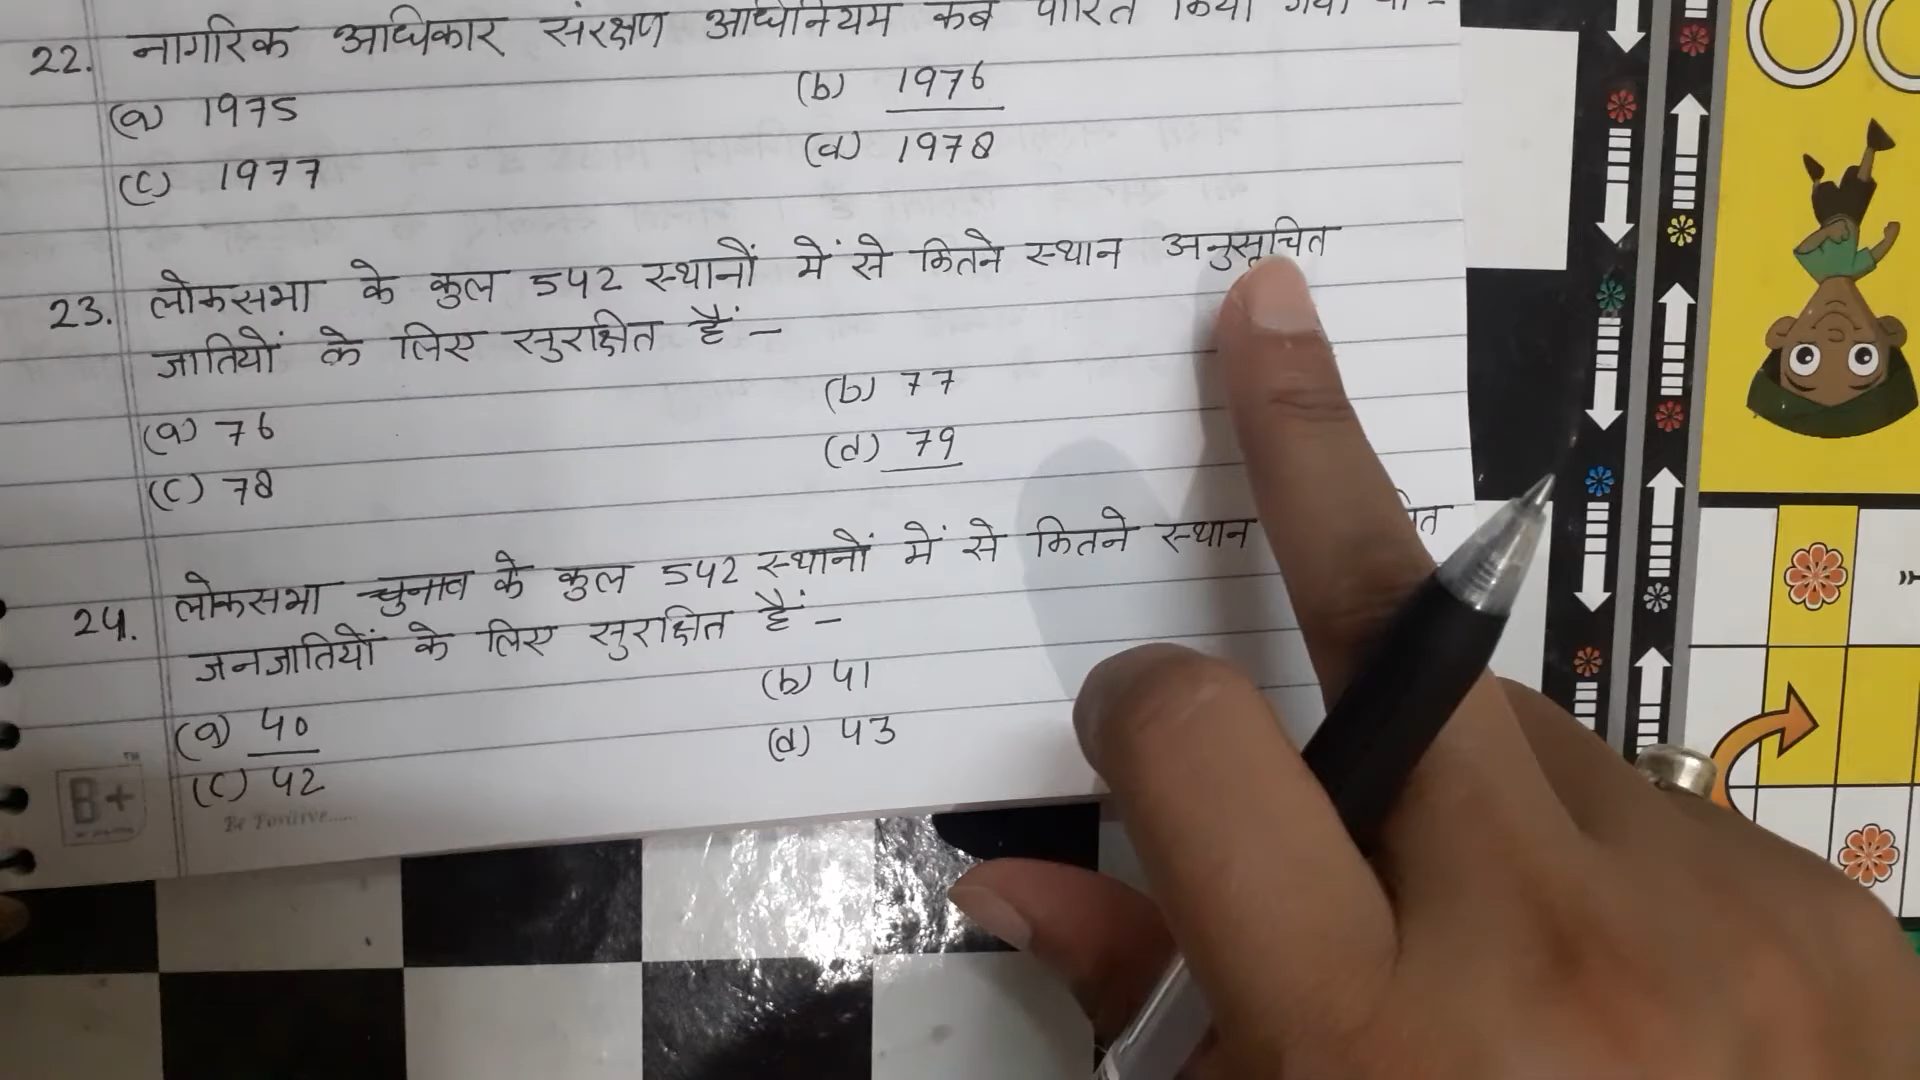 22. नागरिक अधिकार संरक्षण अधिनियम कब पारित किया गया था -
(a) 1975
(b) 1976
(c) 1977
(d) 1978
23. लोकसभा के कुल 542 स्थानों में से कितने स्थान अनुसूचित
जातियों के लिए सुरक्षित हैं -
(a) 76
(b) 77
(c) 78
(d) 79
24. लोकसभा चुनाव के कुल 542 स्थानों में से कितने स्थान
जनजातियों के लिए सुरक्षित हैं -
(a) 40
(b) 41
(c) 42
(d) 43
B+
Be Positive.....